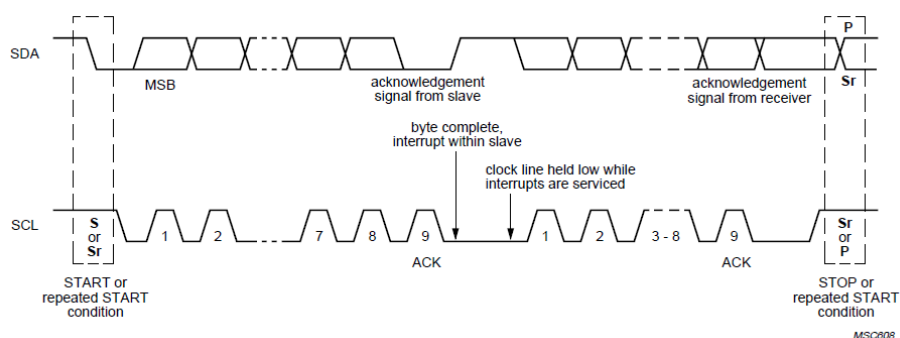 P
SDA
MSB
acknowledgement
signal from slave
acknowledgement
signal from receiver
Sr
byte complete,
interrupt within slave
clock line held low while
interrupts are serviced
SCL
S
or
Sr
1
2
7
8
9
1
2
3 - 8
9
Sr
or
P
ACK
ACK
START or
repeated START
condition
STOP or
repeated START
condition
MSC608